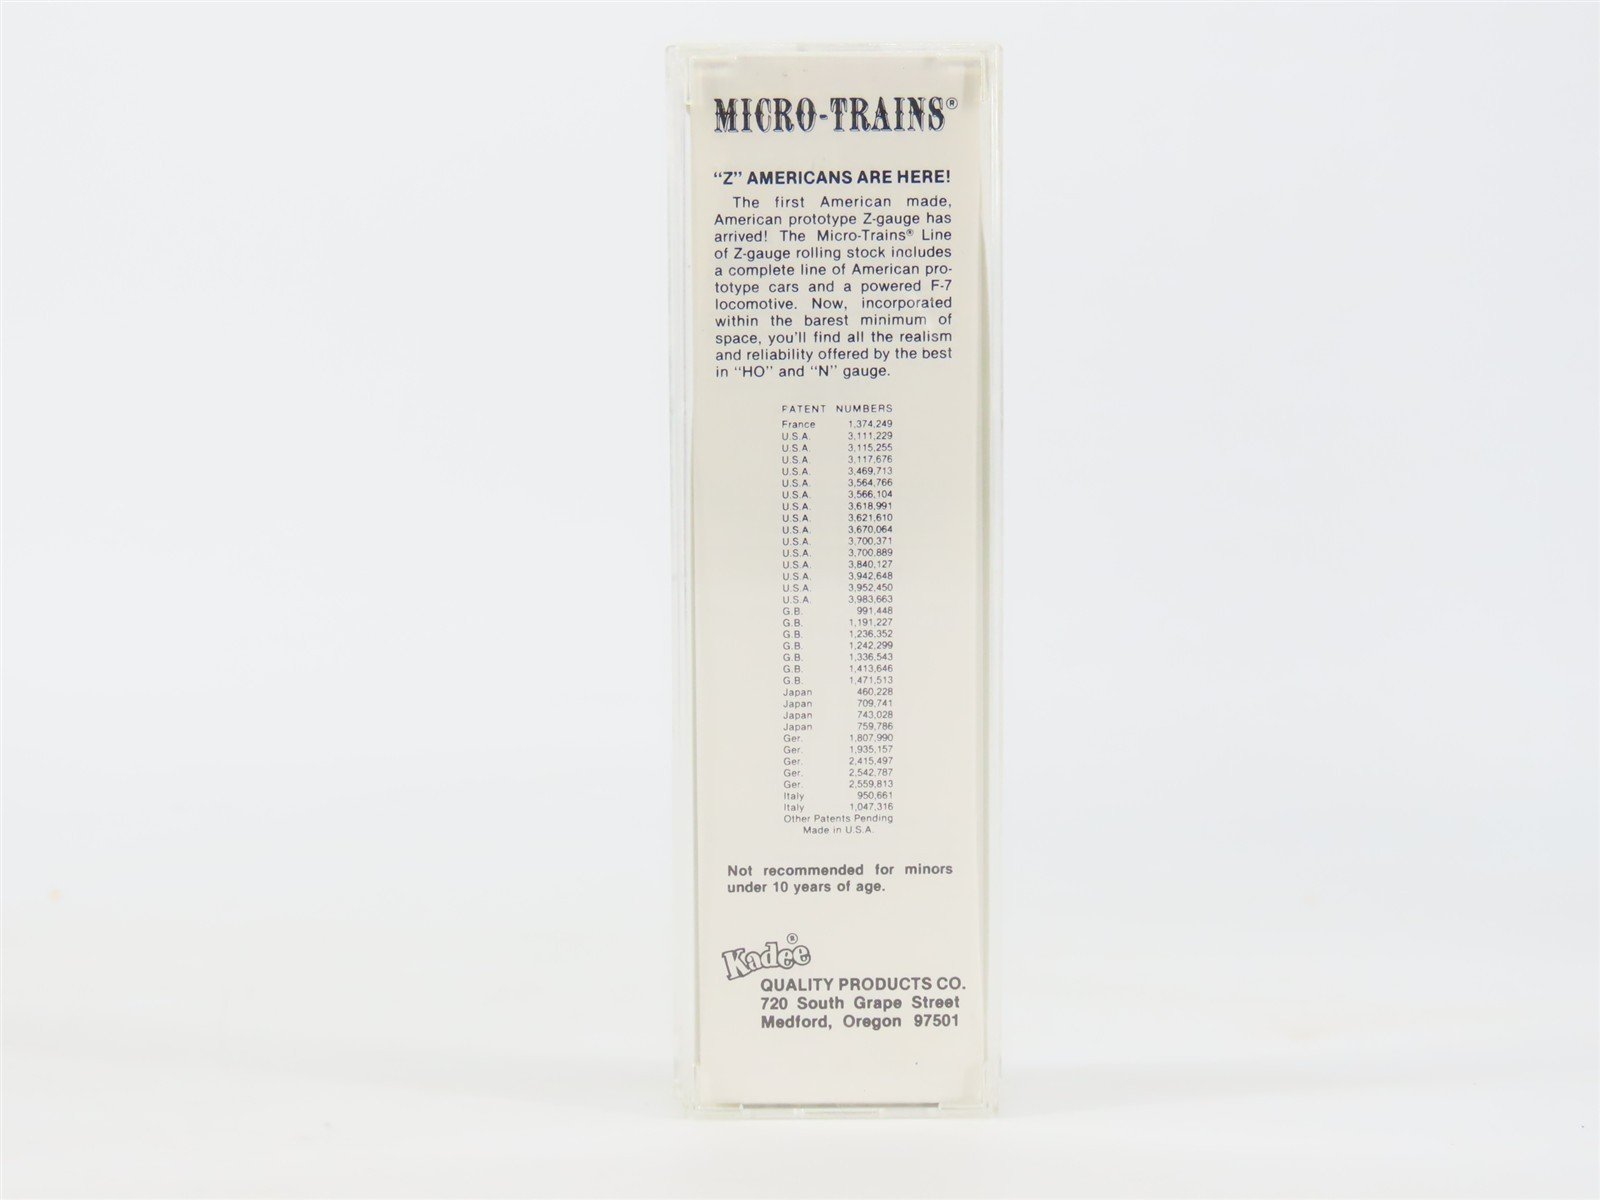 MICRO-TRAINS®
"Z" AMERICANS ARE HERE!
The first American made,
American prototype Z-gauge has
arrived! The Micro-Trains® Line
of Z-gauge rolling stock includes
a complete line of American pro-
totype cars and a powered F-7
locomotive. Now, incorporated
within the barest minimum of
space, you'll find all the realism
and reliability offered by the best
in "HO" and "N" gauge.
PATENT NUMBERS
France 1,374,249
U.S.A. 3,111,229
U.S.A. 3,115,255
U.S.A. 3,117,676
U.S.A. 3,469,713
U.S.A. 3,564,766
U.S.A. 3,566,104
U.S.A. 3,618,991
U.S.A. 3,621,610
U.S.A. 3,670,064
U.S.A. 3,700,371
U.S.A. 3,700,889
U.S.A. 3,840,127
U.S.A. 3,942,648
U.S.A. 3,952,450
U.S.A. 3,983,663
G.B. 991,448
G.B. 1,191,227
G.B. 1,236,352
G.B. 1,242,299
G.B. 1,336,543
G.B. 1,413,646
G.B. 1,471,513
Japan 460,228
Japan 709,741
Japan 743,028
Japan 759,786
Ger. 1,807,990
Ger. 1,935,157
Ger. 2,415,497
Ger. 2,542,787
Ger. 2,559,813
Italy 950,661
Italy 1,047,316
Other Patents Pending
Made in U.S.A.
Not recommended for minors
under 10 years of age.
Kadee®
QUALITY PRODUCTS CO.
720 South Grape Street
Medford, Oregon 97501